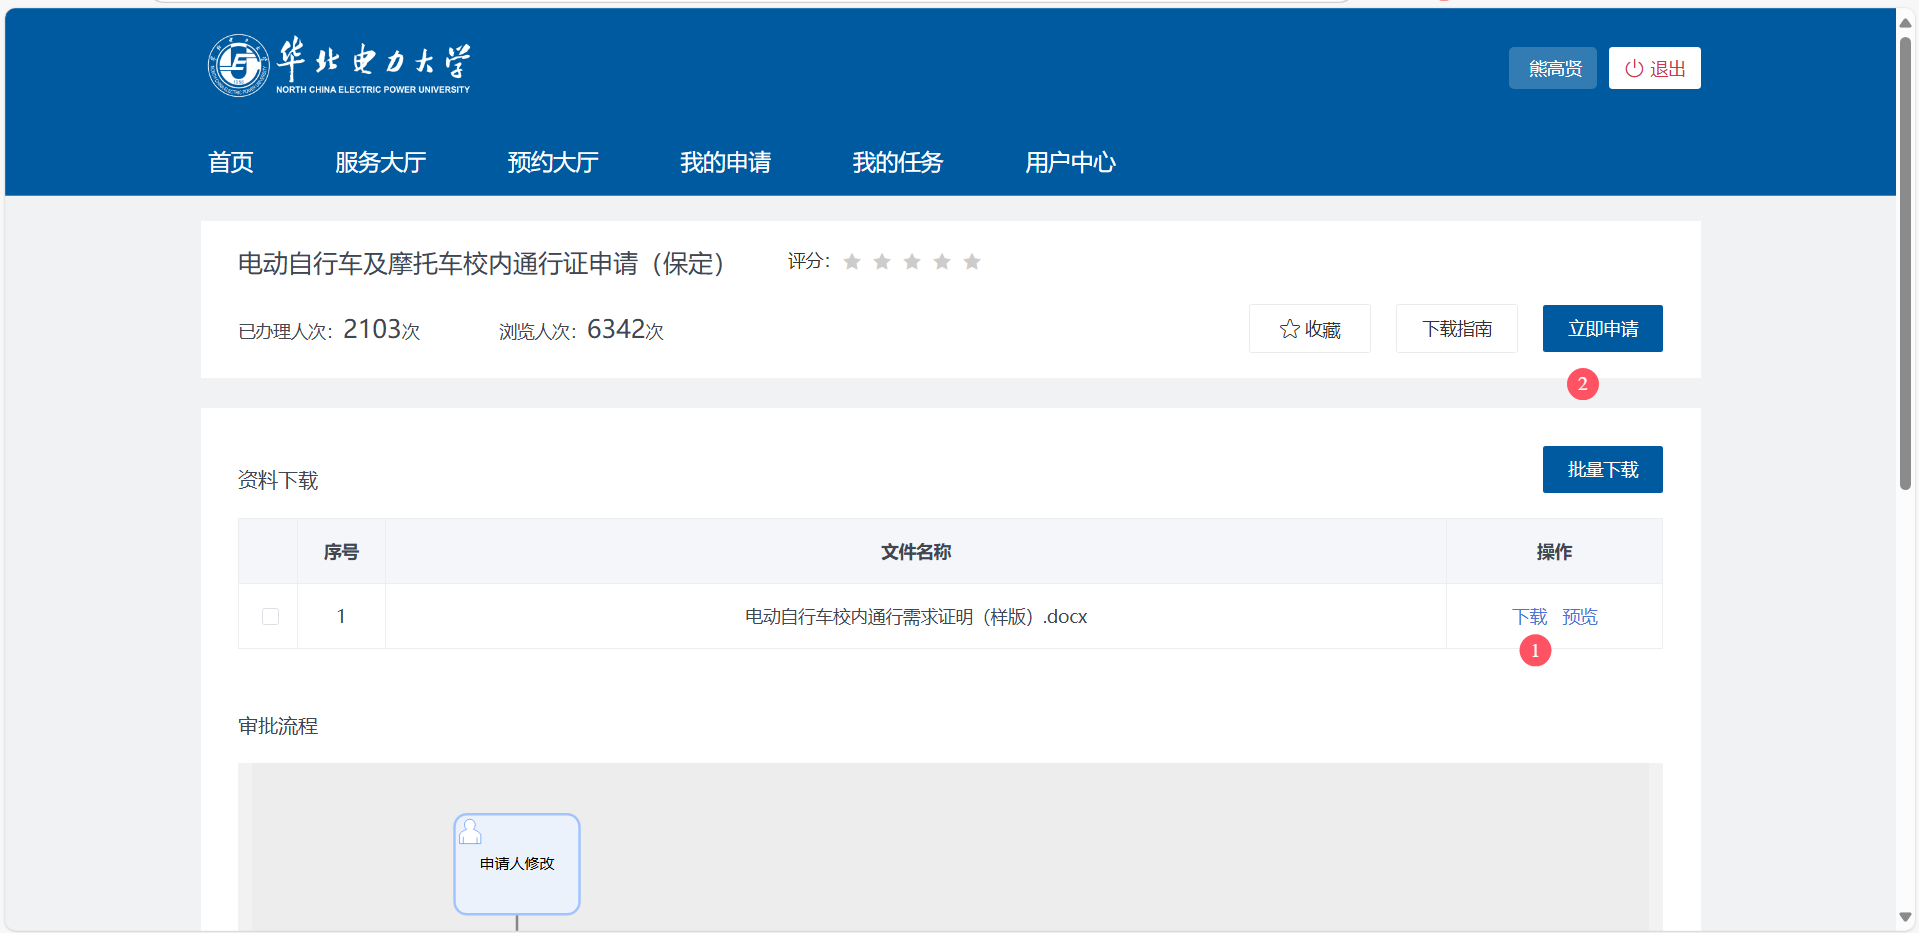 华北电力大学
NORTH CHINA ELECTRIC POWER UNIVERSITY
熊高贤 退出
首页 服务大厅 预约大厅 我的申请 我的任务 用户中心
电动自行车及摩托车校内通行证申请（保定） 评分：
已办理人次：2103次 浏览人次：6342次 收藏 下载指南 立即申请
2
资料下载 批量下载
序号 文件名称 操作
1 电动自行车校内通行需求证明（样版）.docx 下载 预览
1
审批流程
申请人修改